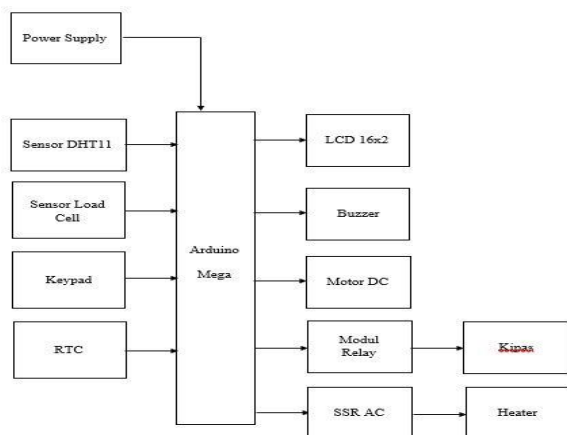 Power Supply
Sensor DHT11
Sensor Load
Cell
Keypad
RTC
Arduino
Mega
LCD 16x2
Buzzer
Motor DC
Modul
Relay
Kipas
SSR AC
Heater